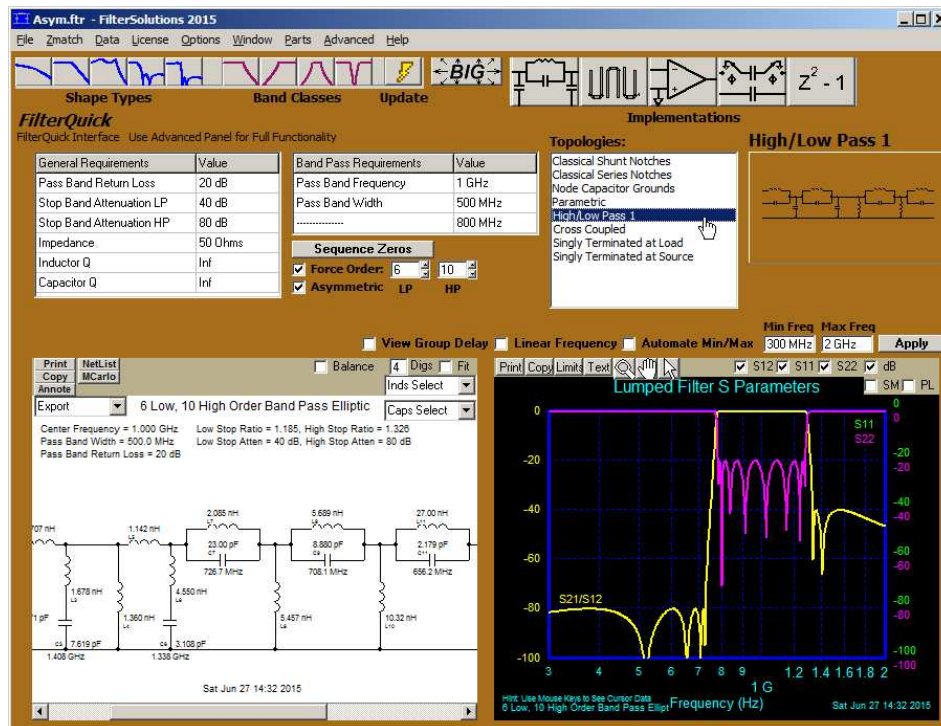 Asym.ftr - FilterSolutions 2015
File Zmatch Data License Options Window Parts Advanced Help
BIG
Z² - 1
Shape Types
Band Classes
Update
Implementations
FilterQuick
FilterQuick Interface Use Advanced Panel for Full Functionality
General Requirements Value
Pass Band Return Loss 20 dB
Stop Band Attenuation LP 40 dB
Stop Band Attenuation HP 80 dB
Impedance 50 Ohms
Inductor Q Inf
Capacitor Q Inf
Band Pass Requirements Value
Pass Band Frequency 1 GHz
Pass Band Width 500 MHz
--------------- 800 MHz
Sequence Zeros
Force Order: 6 10
Asymmetric LP HP
Topologies:
Classical Shunt Notches
Classical Series Notches
Node Capacitor Grounds
Parametric
High/Low Pass 1
Cross Coupled
Singly Terminated at Load
Singly Terminated at Source
High/Low Pass 1
Min Freq Max Freq
View Group Delay Linear Frequency Automate Min/Max 300 MHz 2 GHz Apply
Print NetList
Copy MCarlo
Annote
Balance 4 Digs Fit
Inds Select
Export
Caps Select
6 Low, 10 High Order Band Pass Elliptic
Center Frequency = 1.000 GHz Low Stop Ratio = 1.185, High Stop Ratio = 1.326
Pass Band Width = 500.0 MHz Low Stop Atten = 40 dB, High Stop Atten = 80 dB
Pass Band Return Loss = 20 dB
2.085 nH 5.689 nH 27.00 nH
707 nH 1.142 nH
23.00 pF 8.880 pF 2.179 pF
726.7 MHz 708.1 MHz 656.2 MHz
1.678 nH 4.550 nH
1.360 nH 5.457 nH 10.32 nH
71 pF 7.619 pF 3.108 pF
1.408 GHz 1.338 GHz
Sat Jun 27 14:32 2015
Print Copy Limits Text
S12 S11 S22 dB
SM PL
Lumped Filter S Parameters
S11
S22
S21/S12
0
-20
-40
-60
-80
-100
0
0
-20
-20
-40
-40
-60
-60
-80
-80
-100
-100
3 4 5 6 7 8 9 1.2 1.4 1.6 1.8 2
1 G
Frequency (Hz)
Hint: Use Mouse Keys to See Cursor Data
6 Low, 10 High Order Band Pass Ellipt
Sat Jun 27 14:32 2015